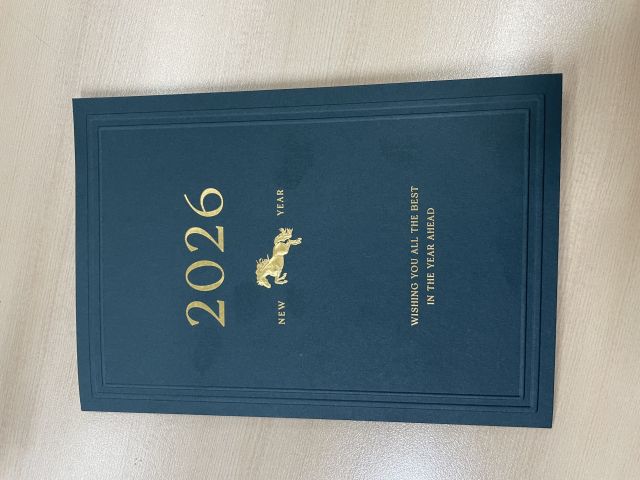 2026
NEW YEAR
WISHING YOU ALL THE BEST
IN THE YEAR AHEAD